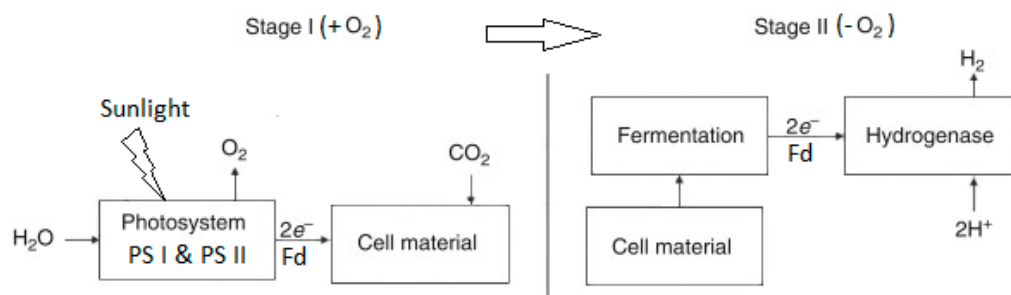 Stage I (+ O₂)
Stage II (- O₂)
Sunlight
O₂
CO₂
H₂O
Photosystem
PS I & PS II
2e⁻
Fd
Cell material
H₂
Fermentation
2e⁻
Fd
Hydrogenase
Cell material
2H⁺